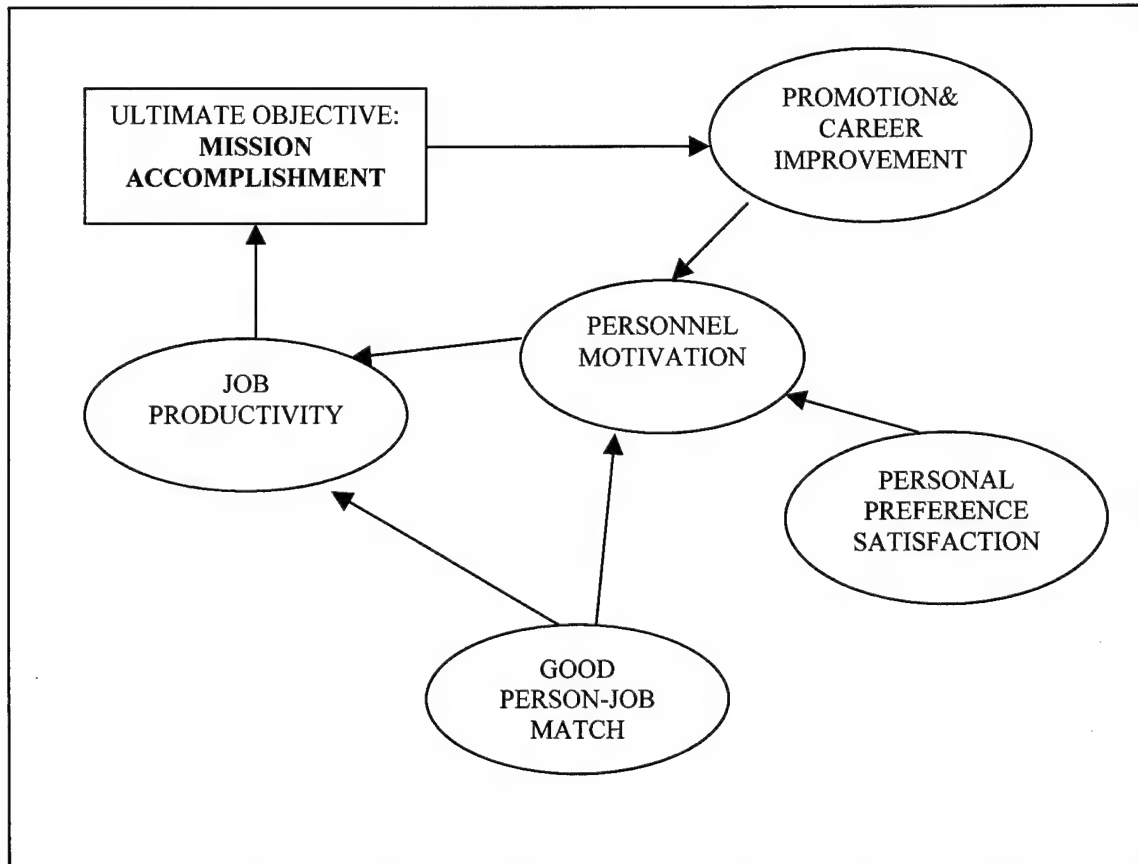 ULTIMATE OBJECTIVE:
MISSION
ACCOMPLISHMENT
PROMOTION&
CAREER
IMPROVEMENT
PERSONNEL
MOTIVATION
JOB
PRODUCTIVITY
PERSONAL
PREFERENCE
SATISFACTION
GOOD
PERSON-JOB
MATCH